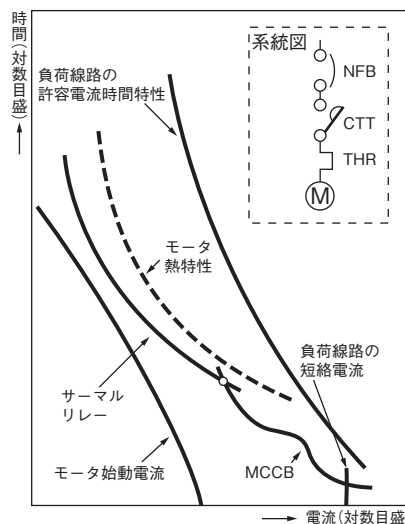 時間(対数目盛)
負荷線路の
許容電流時間特性
系統図
NFB
CTT
THR
M
モータ
熱特性
負荷線路の
短絡電流
サーマル
リレー
モータ始動電流
MCCB
電流(対数目盛